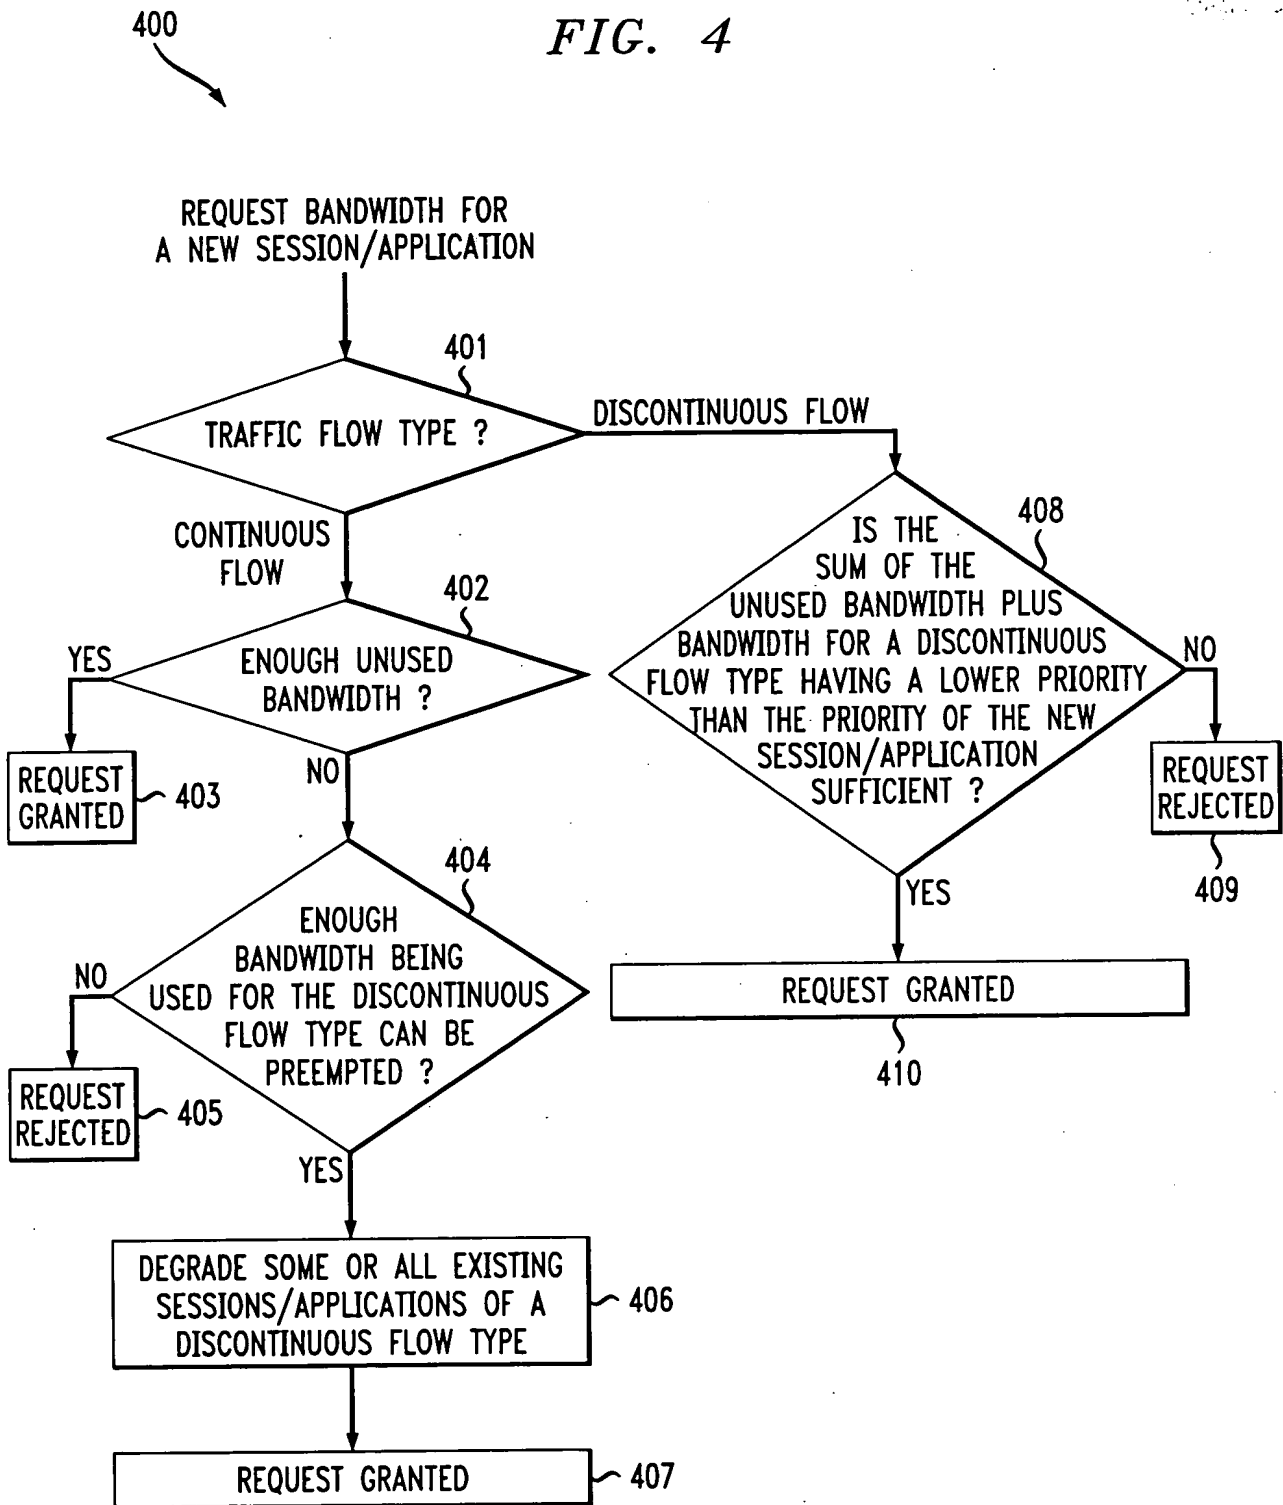 400
FIG. 4
REQUEST BANDWIDTH FOR
A NEW SESSION/APPLICATION
401
TRAFFIC FLOW TYPE ?
DISCONTINUOUS FLOW
CONTINUOUS
FLOW
402
ENOUGH UNUSED
BANDWIDTH ?
YES
REQUEST
GRANTED
403
NO
404
ENOUGH
BANDWIDTH BEING
USED FOR THE DISCONTINUOUS
FLOW TYPE CAN BE
PREEMPTED ?
NO
REQUEST
REJECTED
405
YES
DEGRADE SOME OR ALL EXISTING
SESSIONS/APPLICATIONS OF A
DISCONTINUOUS FLOW TYPE
406
REQUEST GRANTED
407
408
IS THE
SUM OF THE
UNUSED BANDWIDTH PLUS
BANDWIDTH FOR A DISCONTINUOUS
FLOW TYPE HAVING A LOWER PRIORITY
THAN THE PRIORITY OF THE NEW
SESSION/APPLICATION
SUFFICIENT ?
NO
REQUEST
REJECTED
409
YES
REQUEST GRANTED
410